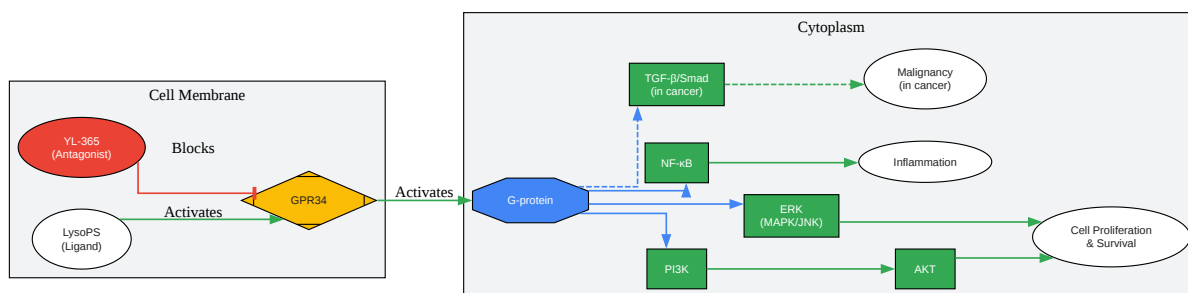 Cell Membrane
YL-365
(Antagonist)
Blocks
LysoPS
(Ligand)
Activates
GPR34
Activates
Cytoplasm
G-protein
TGF-β/Smad
(in cancer)
Malignancy
(in cancer)
NF-κB
Inflammation
ERK
(MAPK/JNK)
Cell Proliferation
& Survival
PI3K
AKT